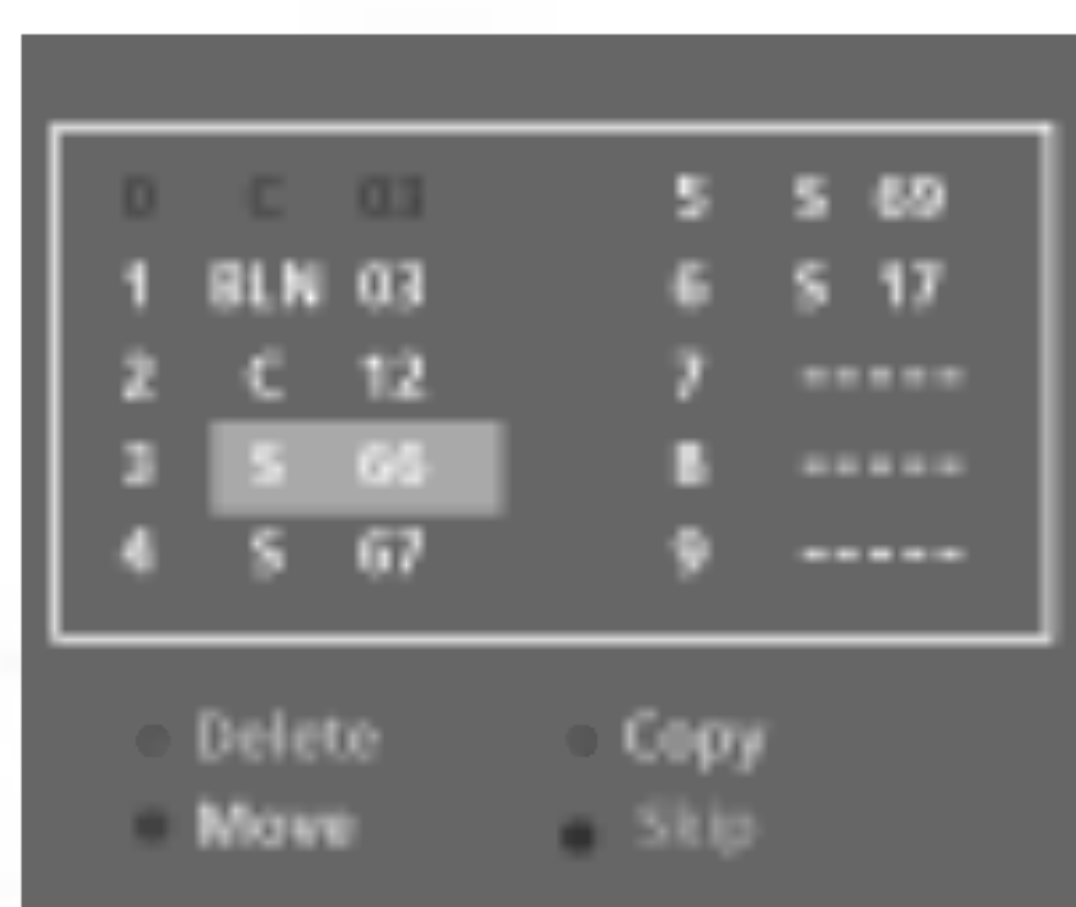 0 C 03
1 BLN 03
2 C 12
3 S 66
4 S 67
5 S 69
6 S 17
7 -----
8 -----
9 -----
Delete
Copy
Move
Skip